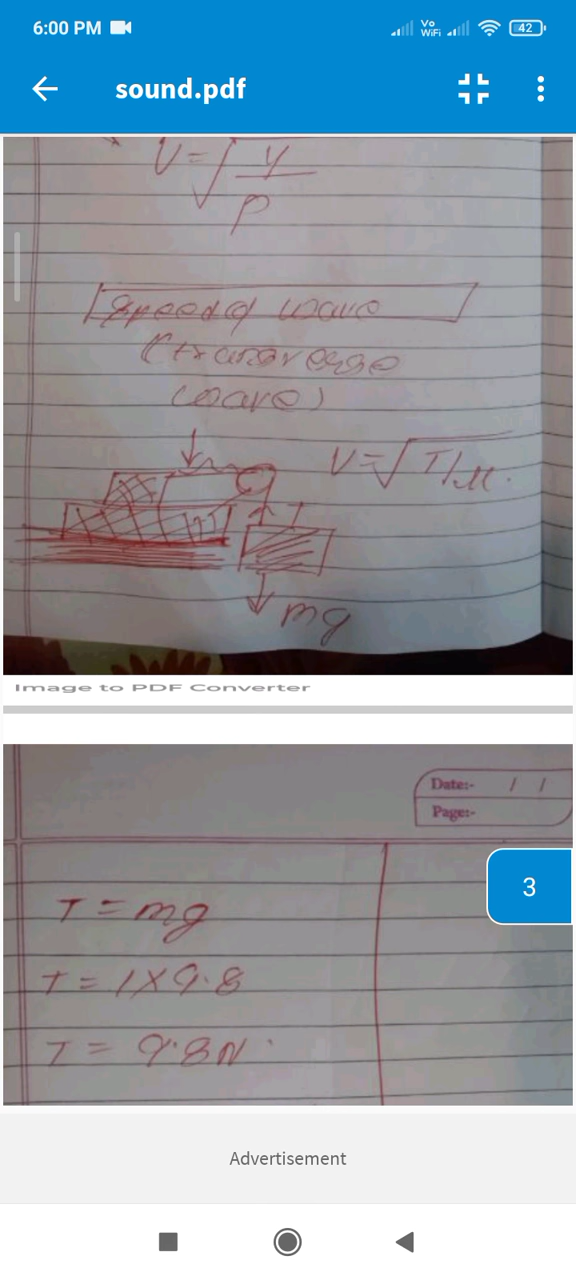 6:00 PM
Vo
WiFi
42
sound.pdf
V = √ Y
ρ
Speed of wave
(transverse
wave)
V = √T/μ.
T
mg
Image to PDF Converter
Date:- / /
Page:-
3
T = mg
T = 1 X 9.8
T = 9.8 N
Advertisement